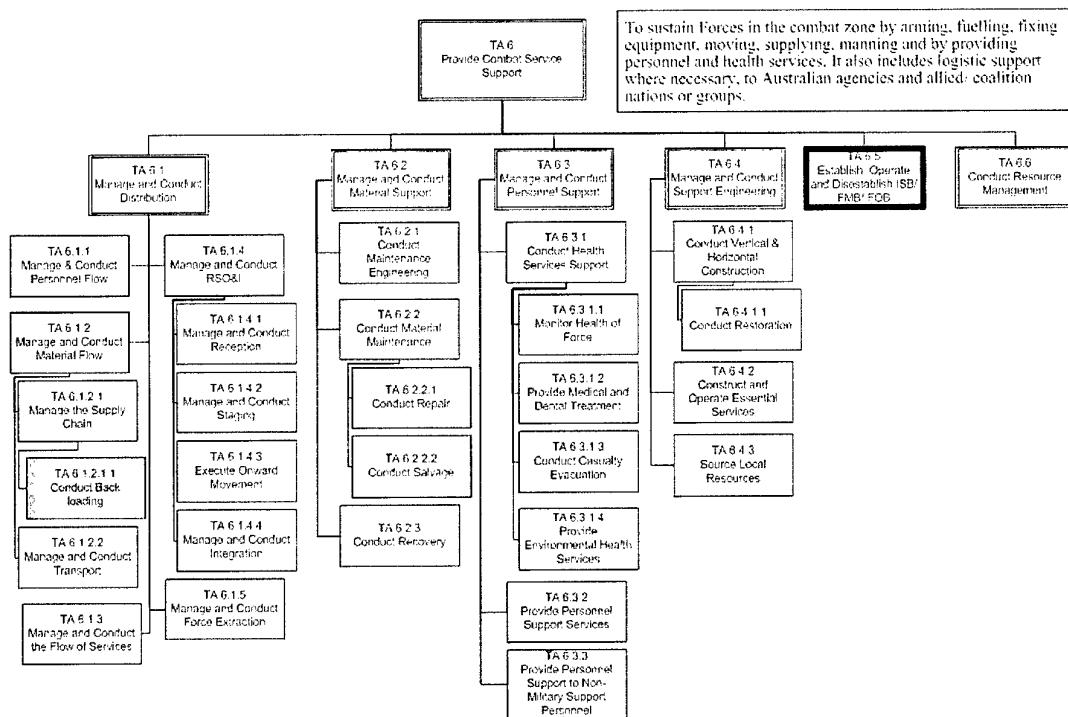 TA 6
Provide Combat Service
Support
To sustain Forces in the combat zone by arming, fuelling, fixing
equipment, moving, supplying, manning and by providing
personnel and health services. It also includes logistic support
where necessary, to Australian agencies and allied/ coalition
nations or groups.
TA 6.1
Manage and Conduct
Distribution
TA 6.2
Manage and Conduct
Material Support
TA 6.3
Manage and Conduct
Personnel Support
TA 6.4
Manage and Conduct
Support Engineering
TA 6.5
Establish, Operate
and Disestablish ISB/
FMB/ FOB
TA 6.6
Conduct Resource
Management
TA 6.1.1
Manage & Conduct
Personnel Flow
TA 6.1.2
Manage and Conduct
Material Flow
TA 6.1.2.1
Manage the Supply
Chain
TA 6.1.2.1.1
Conduct Back
loading
TA 6.1.2.2
Manage and Conduct
Transport
TA 6.1.3
Manage and Conduct
the Flow of Services
TA 6.1.4
Manage and Conduct
RSO&I
TA 6.1.4.1
Manage and Conduct
Reception
TA 6.1.4.2
Manage and Conduct
Staging
TA 6.1.4.3
Execute Onward
Movement
TA 6.1.4.4
Manage and Conduct
Integration
TA 6.1.5
Manage and Conduct
Force Extraction
TA 6.2.1
Conduct
Maintenance
Engineering
TA 6.2.2
Conduct Material
Maintenance
TA 6.2.2.1
Conduct Repair
TA 6.2.2.2
Conduct Salvage
TA 6.2.3
Conduct Recovery
TA 6.3.1
Conduct Health
Services Support
TA 6.3.1.1
Monitor Health of
Force
TA 6.3.1.2
Provide Medical and
Dental Treatment
TA 6.3.1.3
Conduct Casualty
Evacuation
TA 6.3.1.4
Provide
Environmental Health
Services
TA 6.3.2
Provide Personnel
Support Services
TA 6.3.3
Provide Personnel
Support to Non-
Military Support
Personnel
TA 6.4.1
Conduct Vertical &
Horizontal
Construction
TA 6.4.1.1
Conduct Restoration
TA 6.4.2
Construct and
Operate Essential
Services
TA 6.4.3
Source Local
Resources